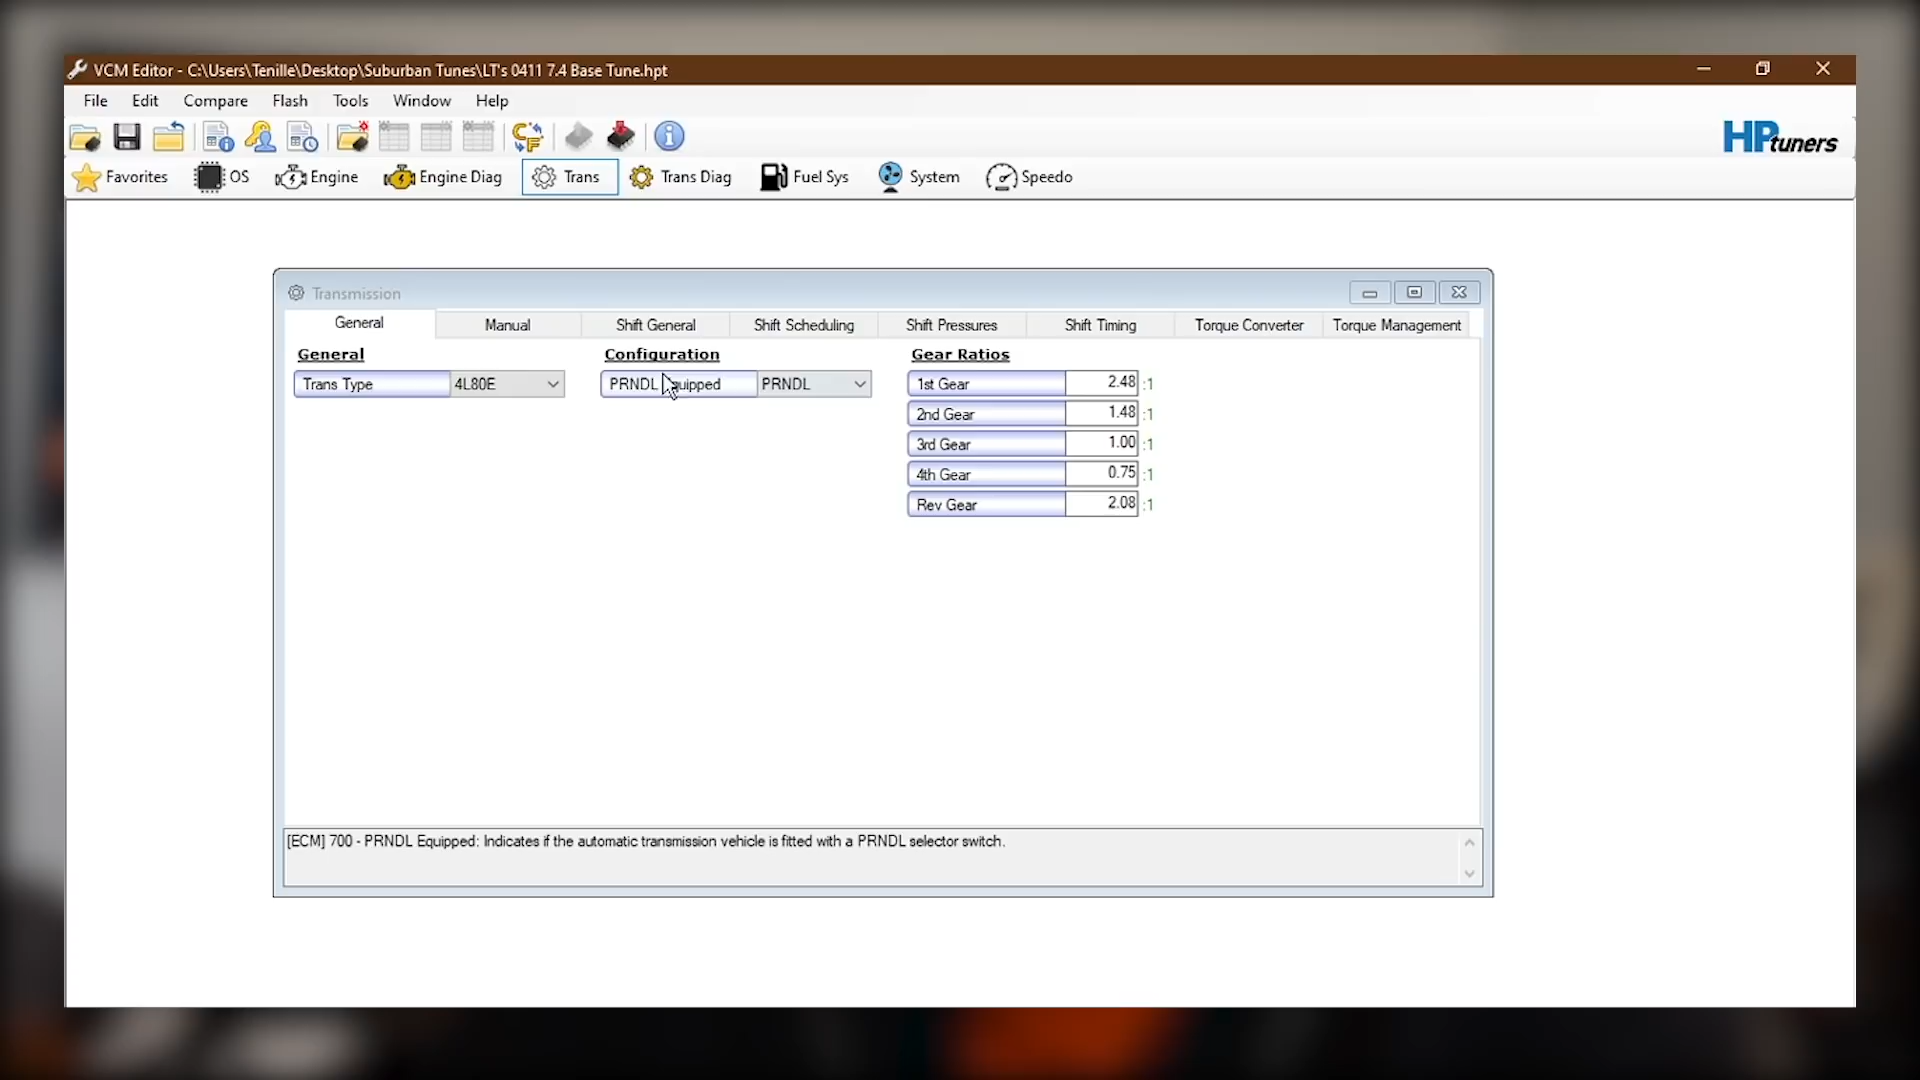 VCM Editor - C:\Users\Tenille\Desktop\Suburban Tunes\LT's 0411 7.4 Base Tune.hpt
File Edit Compare Flash Tools Window Help
HPtuners
Favorites OS Engine Engine Diag Trans Trans Diag Fuel Sys System Speedo
Transmission
General Manual Shift General Shift Scheduling Shift Pressures Shift Timing Torque Converter Torque Management
General Configuration Gear Ratios
Trans Type 4L80E PRNDL Equipped PRNDL 1st Gear 2.48 :1
2nd Gear 1.48 :1
3rd Gear 1.00 :1
4th Gear 0.75 :1
Rev Gear 2.08 :1
[ECM] 700 - PRNDL Equipped: Indicates if the automatic transmission vehicle is fitted with a PRNDL selector switch.